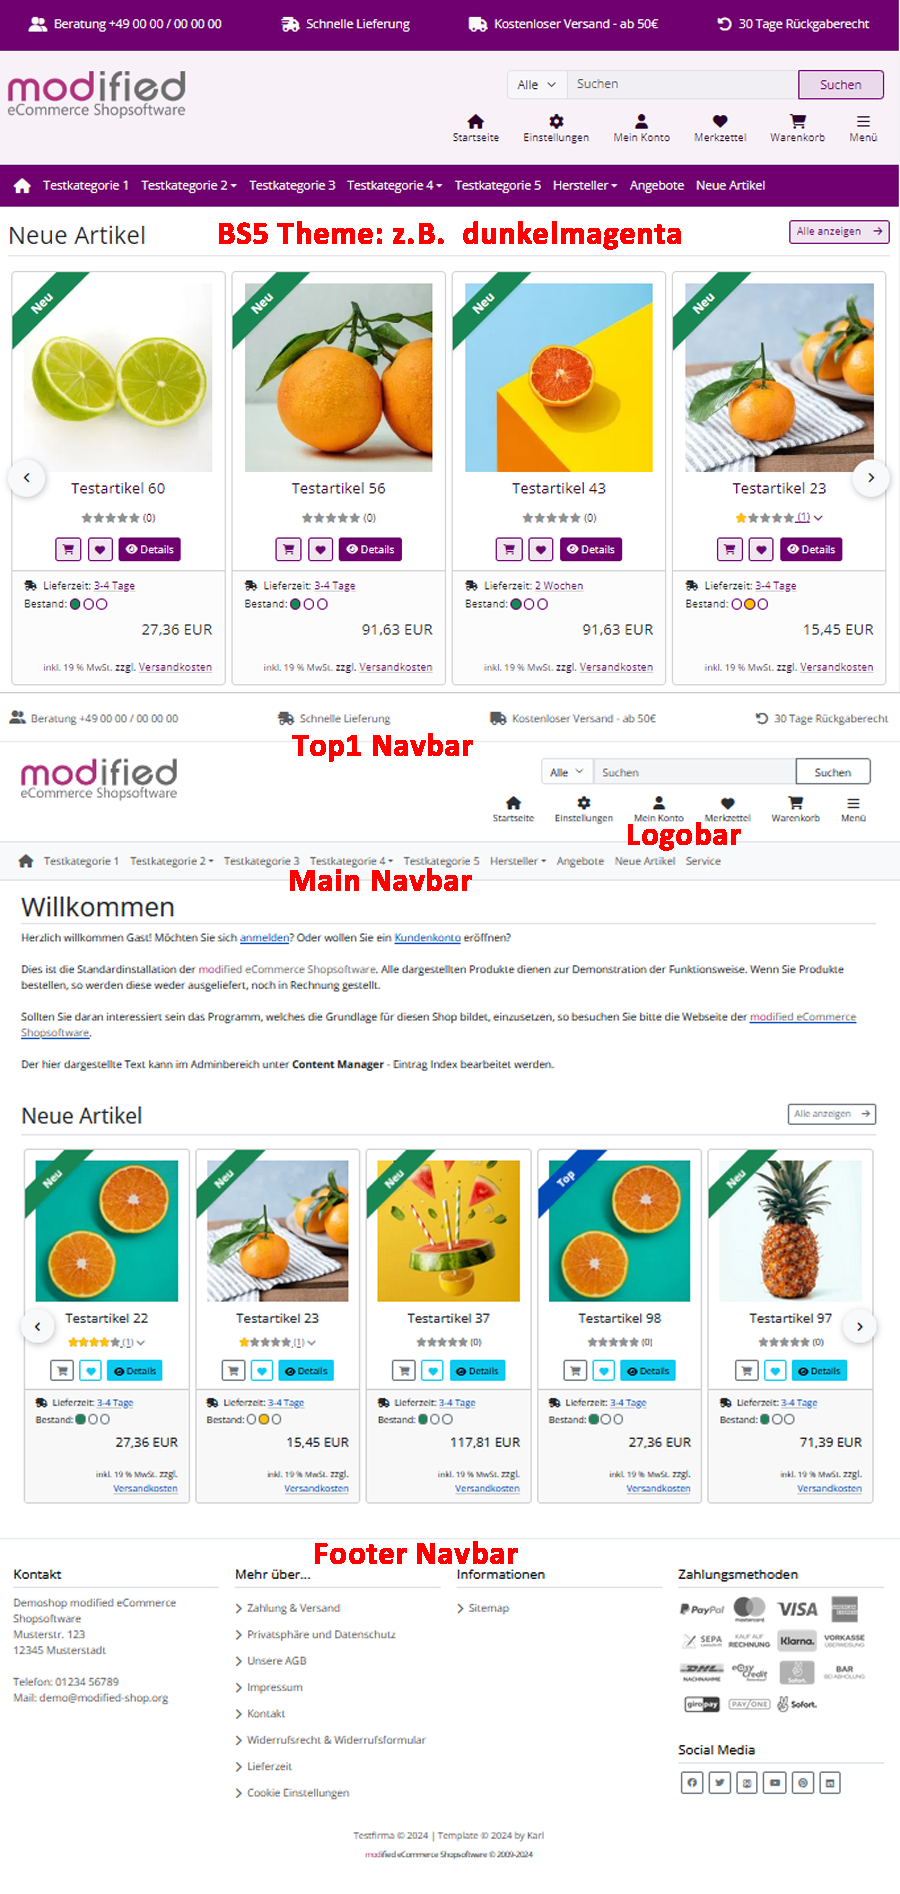 Beratung +49 00 00 / 00 00 00 Schnelle Lieferung Kostenloser Versand - ab 50€ 30 Tage Rückgaberecht
modified
eCommerce Shopsoftware
Alle Suchen Suchen
Startseite Einstellungen Mein Konto Merkzettel Warenkorb Menü
Testkategorie 1 Testkategorie 2 Testkategorie 3 Testkategorie 4 Testkategorie 5 Hersteller Angebote Neue Artikel
Neue Artikel BS5 Theme: z.B. dunkelmagenta Alle anzeigen
Neu Neu Neu Neu
Testartikel 60 Testartikel 56 Testartikel 43 Testartikel 23
(0) (0) (0) (1)
Details Details Details Details
Lieferzeit: 3-4 Tage Lieferzeit: 3-4 Tage Lieferzeit: 2 Wochen Lieferzeit: 3-4 Tage
Bestand: Bestand: Bestand: Bestand:
27,36 EUR 91,63 EUR 91,63 EUR 15,45 EUR
inkl. 19 % MwSt. zzgl. Versandkosten inkl. 19 % MwSt. zzgl. Versandkosten inkl. 19 % MwSt. zzgl. Versandkosten inkl. 19 % MwSt. zzgl. Versandkosten
Beratung +49 00 00 / 00 00 00 Schnelle Lieferung Kostenloser Versand - ab 50€ 30 Tage Rückgaberecht
Top1 Navbar
modified
eCommerce Shopsoftware
Alle Suchen Suchen
Startseite Einstellungen Mein Konto Merkzettel Warenkorb Menü
Logobar
Testkategorie 1 Testkategorie 2 Testkategorie 3 Testkategorie 4 Testkategorie 5 Hersteller Angebote Neue Artikel Service
Main Navbar
Willkommen
Herzlich willkommen Gast! Möchten Sie sich anmelden? Oder wollen Sie ein Kundenkonto eröffnen?
Dies ist die Standardinstallation der modified eCommerce Shopsoftware. Alle dargestellten Produkte dienen zur Demonstration der Funktionsweise. Wenn Sie Produkte
bestellen, so werden diese weder ausgeliefert, noch in Rechnung gestellt.
Sollten Sie daran interessiert sein das Programm, welches die Grundlage für diesen Shop bildet, einzusetzen, so besuchen Sie bitte die Webseite der modified eCommerce
Shopsoftware.
Der hier dargestellte Text kann im Adminbereich unter Content Manager - Eintrag Index bearbeitet werden.
Neue Artikel Alle anzeigen
Neu Neu Neu Top Neu
Testartikel 22 Testartikel 23 Testartikel 37 Testartikel 98 Testartikel 97
(1) (1) (0) (0) (0)
Details Details Details Details Details
Lieferzeit: 3-4 Tage Lieferzeit: 3-4 Tage Lieferzeit: 3-4 Tage Lieferzeit: 3-4 Tage Lieferzeit: 3-4 Tage
Bestand: Bestand: Bestand: Bestand: Bestand:
27,36 EUR 15,45 EUR 117,81 EUR 27,36 EUR 71,39 EUR
inkl. 19 % MwSt. zzgl. inkl. 19 % MwSt. zzgl. inkl. 19 % MwSt. zzgl. inkl. 19 % MwSt. zzgl. inkl. 19 % MwSt. zzgl.
Versandkosten Versandkosten Versandkosten Versandkosten Versandkosten
Footer Navbar
Kontakt
Demoshop modified eCommerce
Shopsoftware
Musterstr. 123
12345 Musterstadt
Telefon: 01234 56789
Mail: demo@modified-shop.org
Mehr über...
Zahlung & Versand
Privatsphäre und Datenschutz
Unsere AGB
Impressum
Kontakt
Widerrufsrecht & Widerrufsformular
Lieferzeit
Cookie Einstellungen
Informationen
Sitemap
Zahlungsmethoden
PayPal mastercard VISA AMERICAN EXPRESS
SEPA KAUF AUF RECHNUNG Klarna. VORKASSE ÜBERWEISUNG
DHL NACHNAHME easyCredit Sofort. BAR BEI ABHOLUNG
giropay PAYONE Sofort.
Social Media
Testfirma © 2024 | Template © 2024 by Karl
modified eCommerce Shopsoftware © 2009-2024